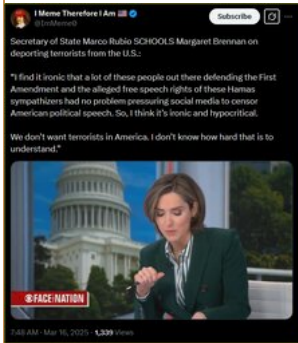 I Meme Therefore I Am
@ImMeme0
Subscribe
Secretary of State Marco Rubio SCHOOLS Margaret Brennan on
deporting terrorists from the U.S.:
"I find it ironic that a lot of these people out there defending the First
Amendment and the alleged free speech rights of these Hamas
sympathizers had no problem pressuring social media to censor
American political speech. So, I think it's ironic and hypocritical.
We don't want terrorists in America. I don't know how hard that is to
understand."
FACE THE NATION
7:48 AM · Mar 16, 2025 · 1,339 Views